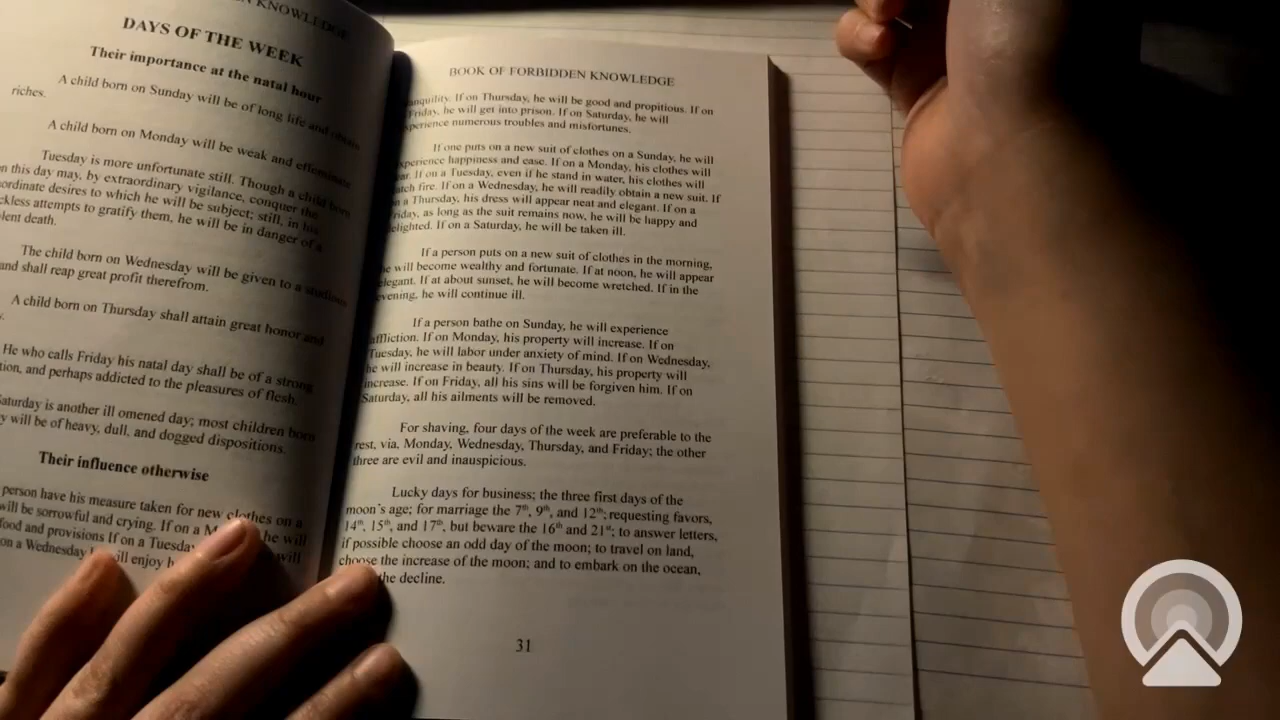 EN KNOWLEDGE
DAYS OF THE WEEK
Their importance at the natal hour
A child born on Sunday will be of long life and obtain
riches.
A child born on Monday will be weak and effeminate
Tuesday is more unfortunate still. Though a child born
n this day may, by extraordinary vigilance, conquer the
ordinate desires to which he will be subject; still, in his
ckless attempts to gratify them, he will be in danger of a
lent death.
The child born on Wednesday will be given to a studious
and shall reap great profit therefrom.
A child born on Thursday shall attain great honor and
He who calls Friday his natal day shall be of a strong
tion, and perhaps addicted to the pleasures of flesh.
Saturday is another ill omened day; most children born
y will be of heavy, dull, and dogged dispositions.
Their influence otherwise
person have his measure taken for new clothes on a
will be sorrowful and crying. If on a M he will
food and provisions If on a Tuesda will
on a Wednesday ill enjoy
BOOK OF FORBIDDEN KNOWLEDGE
anquility. If on Thursday, he will be good and propitious. If on
Friday, he will get into prison. If on Saturday, he will
xperience numerous troubles and misfortunes.
If one puts on a new suit of clothes on a Sunday, he will
experience happiness and ease. If on a Monday, his clothes will
ear. If on a Tuesday, even if he stand in water, his clothes will
atch fire. If on a Wednesday, he will readily obtain a new suit. If
on a Thursday, his dress will appear neat and elegant. If on a
riday, as long as the suit remains now, he will be happy and
elighted. If on a Saturday, he will be taken ill.
If a person puts on a new suit of clothes in the morning,
he will become wealthy and fortunate. If at noon, he will appear
elegant. If at about sunset, he will become wretched. If in the
evening, he will continue ill.
If a person bathe on Sunday, he will experience
affliction. If on Monday, his property will increase. If on
Tuesday, he will labor under anxiety of mind. If on Wednesday,
he will increase in beauty. If on Thursday, his property will
increase. If on Friday, all his sins will be forgiven him. If on
Saturday, all his ailments will be removed.
For shaving, four days of the week are preferable to the
rest, via, Monday, Wednesday, Thursday, and Friday; the other
three are evil and inauspicious.
Lucky days for business; the three first days of the
moon's age; for marriage the 7th, 9th, and 12th; requesting favors,
14th, 15th, and 17th, but beware the 16th and 21st; to answer letters,
if possible choose an odd day of the moon; to travel on land,
choose the increase of the moon; and to embark on the ocean,
the decline.
31